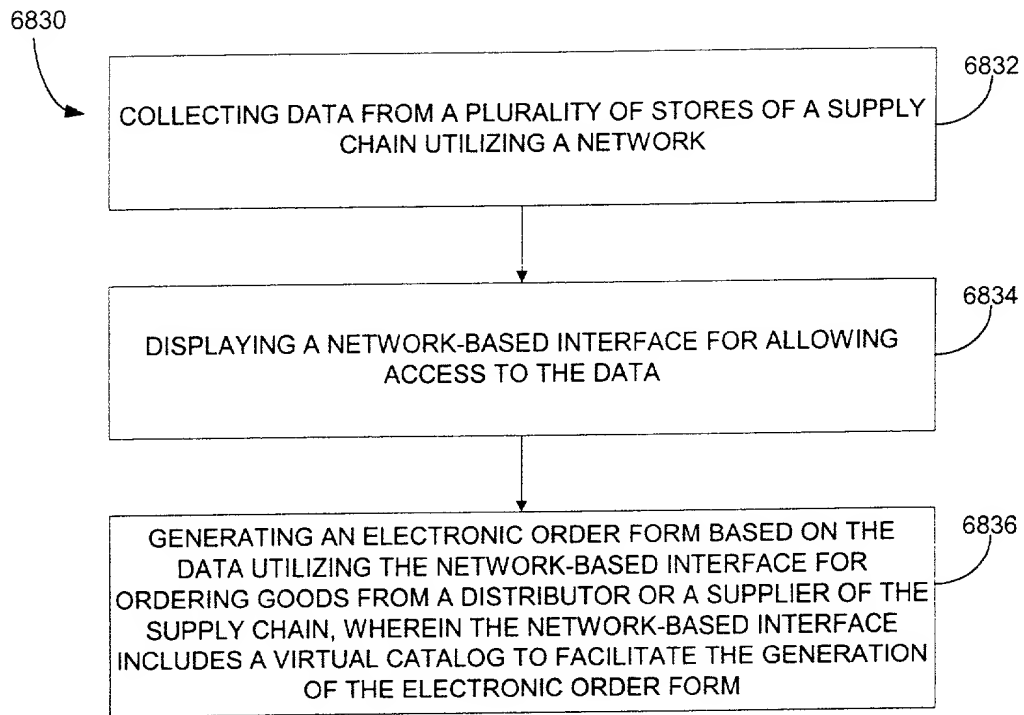 6830
6832
COLLECTING DATA FROM A PLURALITY OF STORES OF A SUPPLY
CHAIN UTILIZING A NETWORK
6834
DISPLAYING A NETWORK-BASED INTERFACE FOR ALLOWING
ACCESS TO THE DATA
6836
GENERATING AN ELECTRONIC ORDER FORM BASED ON THE
DATA UTILIZING THE NETWORK-BASED INTERFACE FOR
ORDERING GOODS FROM A DISTRIBUTOR OR A SUPPLIER OF THE
SUPPLY CHAIN, WHEREIN THE NETWORK-BASED INTERFACE
INCLUDES A VIRTUAL CATALOG TO FACILITATE THE GENERATION
OF THE ELECTRONIC ORDER FORM